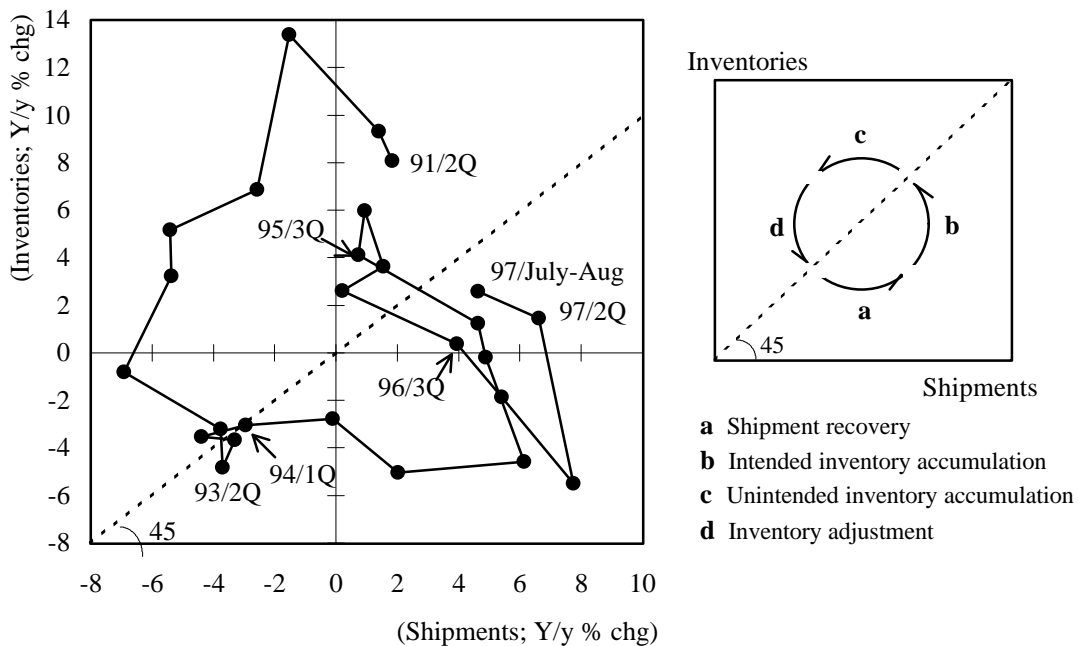 (Inventories; Y/y % chg)
14
12
10
8
6
4
2
0
-2
-4
-6
-8
91/2Q
95/3Q
97/July-Aug
97/2Q
96/3Q
94/1Q
93/2Q
45
-8 -6 -4 -2 0 2 4 6 8 10
(Shipments; Y/y % chg)
Inventories
c
d
b
a
45
Shipments
a Shipment recovery
b Intended inventory accumulation
c Unintended inventory accumulation
d Inventory adjustment